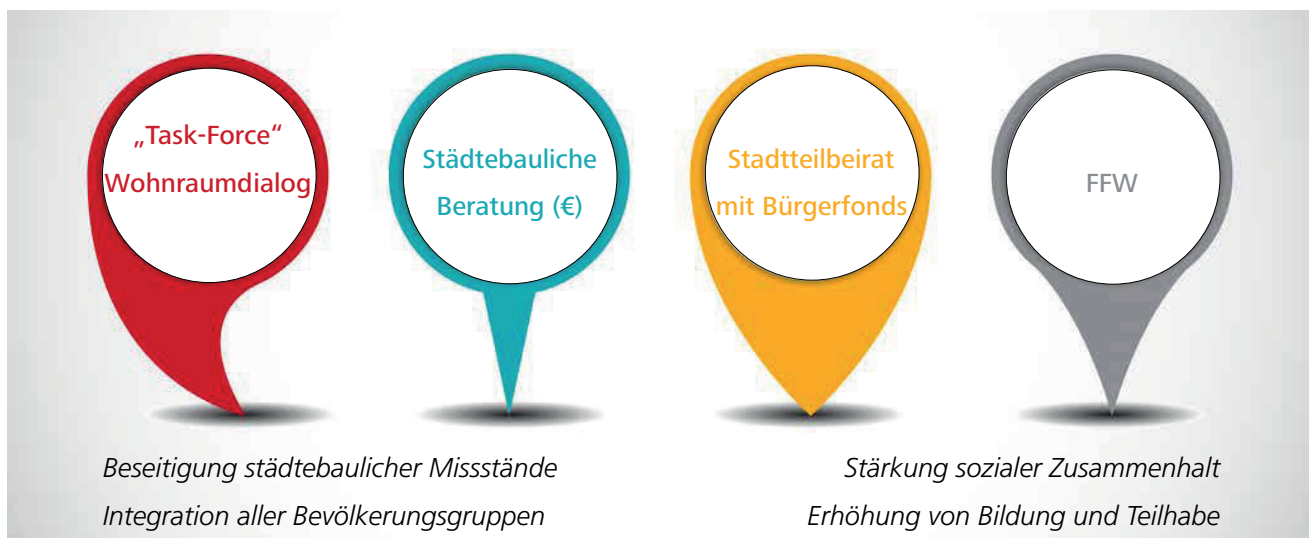 „Task-Force“
Wohnraumdialog
Städtebauliche
Beratung (€)
Stadtteilbeirat
mit Bürgerfonds
FFW
Beseitigung städtebaulicher Missstände
Integration aller Bevölkerungsgruppen
Stärkung sozialer Zusammenhalt
Erhöhung von Bildung und Teilhabe